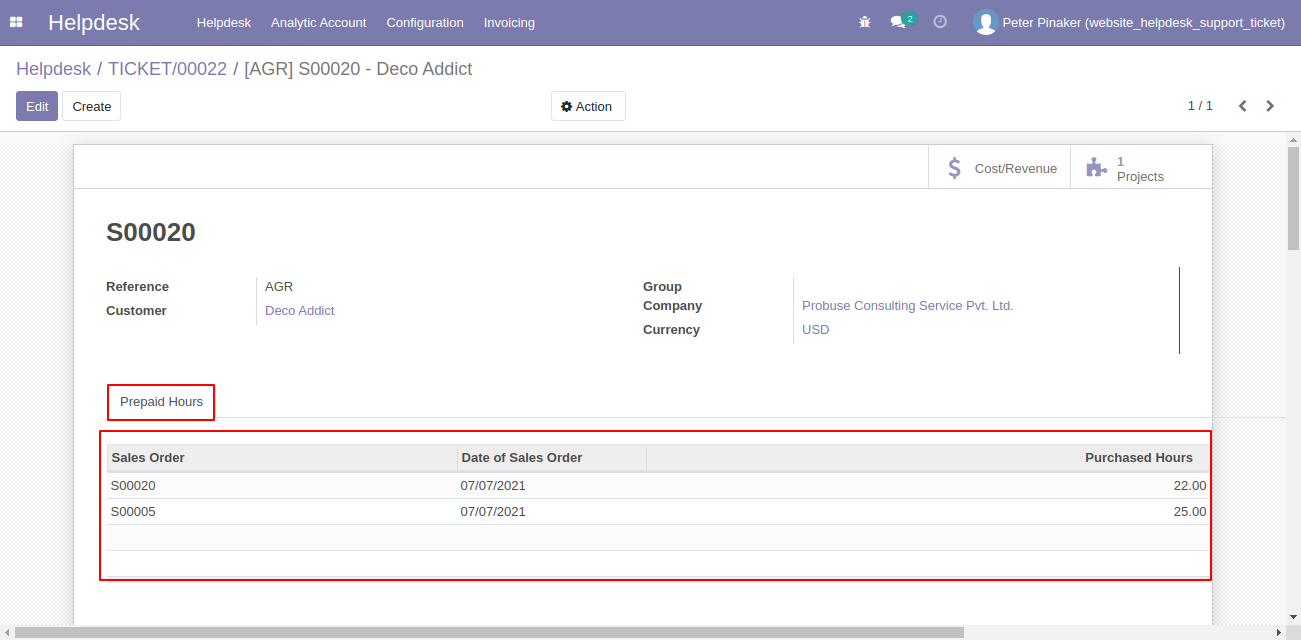 Helpdesk Helpdesk Analytic Account Configuration Invoicing 2 Peter Pinaker (website_helpdesk_support_ticket)
Helpdesk / TICKET/00022 / [AGR] S00020 - Deco Addict
Edit Create Action 1 / 1
Cost/Revenue 1 Projects
S00020
Reference AGR
Customer Deco Addict
Group
Company Probuse Consulting Service Pvt. Ltd.
Currency USD
Prepaid Hours
Sales Order Date of Sales Order Purchased Hours
S00020 07/07/2021 22.00
S00005 07/07/2021 25.00